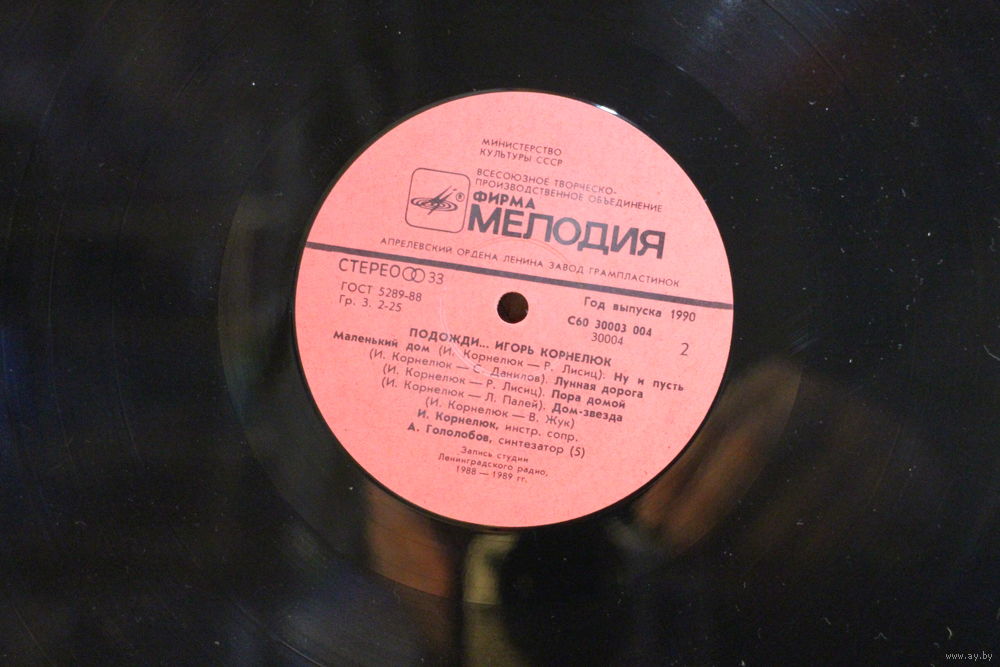 МИНИСТЕРСТВО
КУЛЬТУРЫ СССР
ВСЕСОЮЗНОЕ ТВОРЧЕСКО-
ПРОИЗВОДСТВЕННОЕ ОБЪЕДИНЕНИЕ
® ФИРМА
МЕЛОДИЯ
АПРЕЛЕВСКИЙ ОРДЕНА ЛЕНИНА ЗАВОД ГРАМПЛАСТИНОК
СТЕРЕО 33
ГОСТ 5289-88
Гр. 3. 2-25
Год выпуска 1990
С60 30003 004
30004
2
ПОДОЖДИ... ИГОРЬ КОРНЕЛЮК
Маленький дом (И. Корнелюк — Р. Лисиц). Ну и пусть
(И. Корнелюк — С. Данилов). Лунная дорога
(И. Корнелюк — Р. Лисиц). Пора домой
(И. Корнелюк — Л. Палей). Дом-звезда
(И. Корнелюк — В. Жук)
И. Корнелюк, инстр. сопр.
А. Гололобов, синтезатор (5)
Запись студии
Ленинградского радио,
1988 — 1989 гг.
www.ay.by